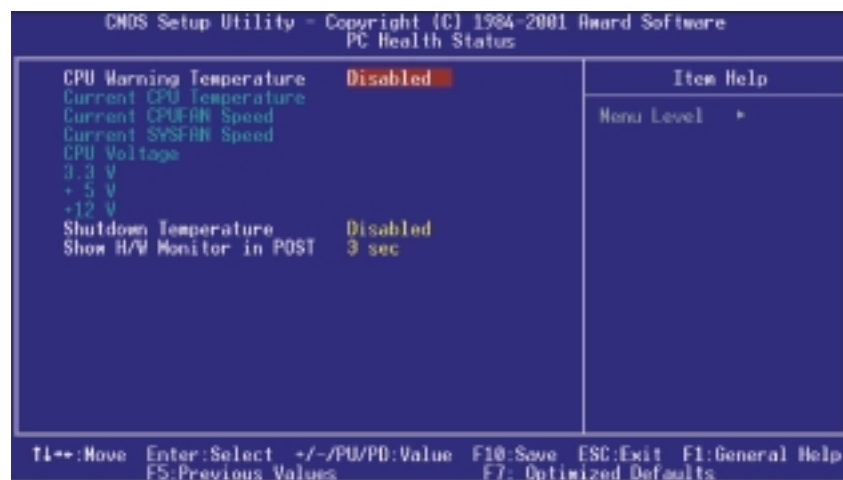 CMOS Setup Utility - Copyright (C) 1984-2001 Award Software
PC Health Status
CPU Warning Temperature Disabled
Current CPU Temperature
Current CPUFAN Speed
Current SYSFAN Speed
CPU Voltage
3.3 V
+ 5 V
+12 V
Shutdown Temperature Disabled
Show H/W Monitor in POST 3 sec
Item Help
Menu Level ▸
↑↓→←:Move Enter:Select +/-/PU/PD:Value F10:Save ESC:Exit F1:General Help
F5:Previous Values F7: Optimized Defaults